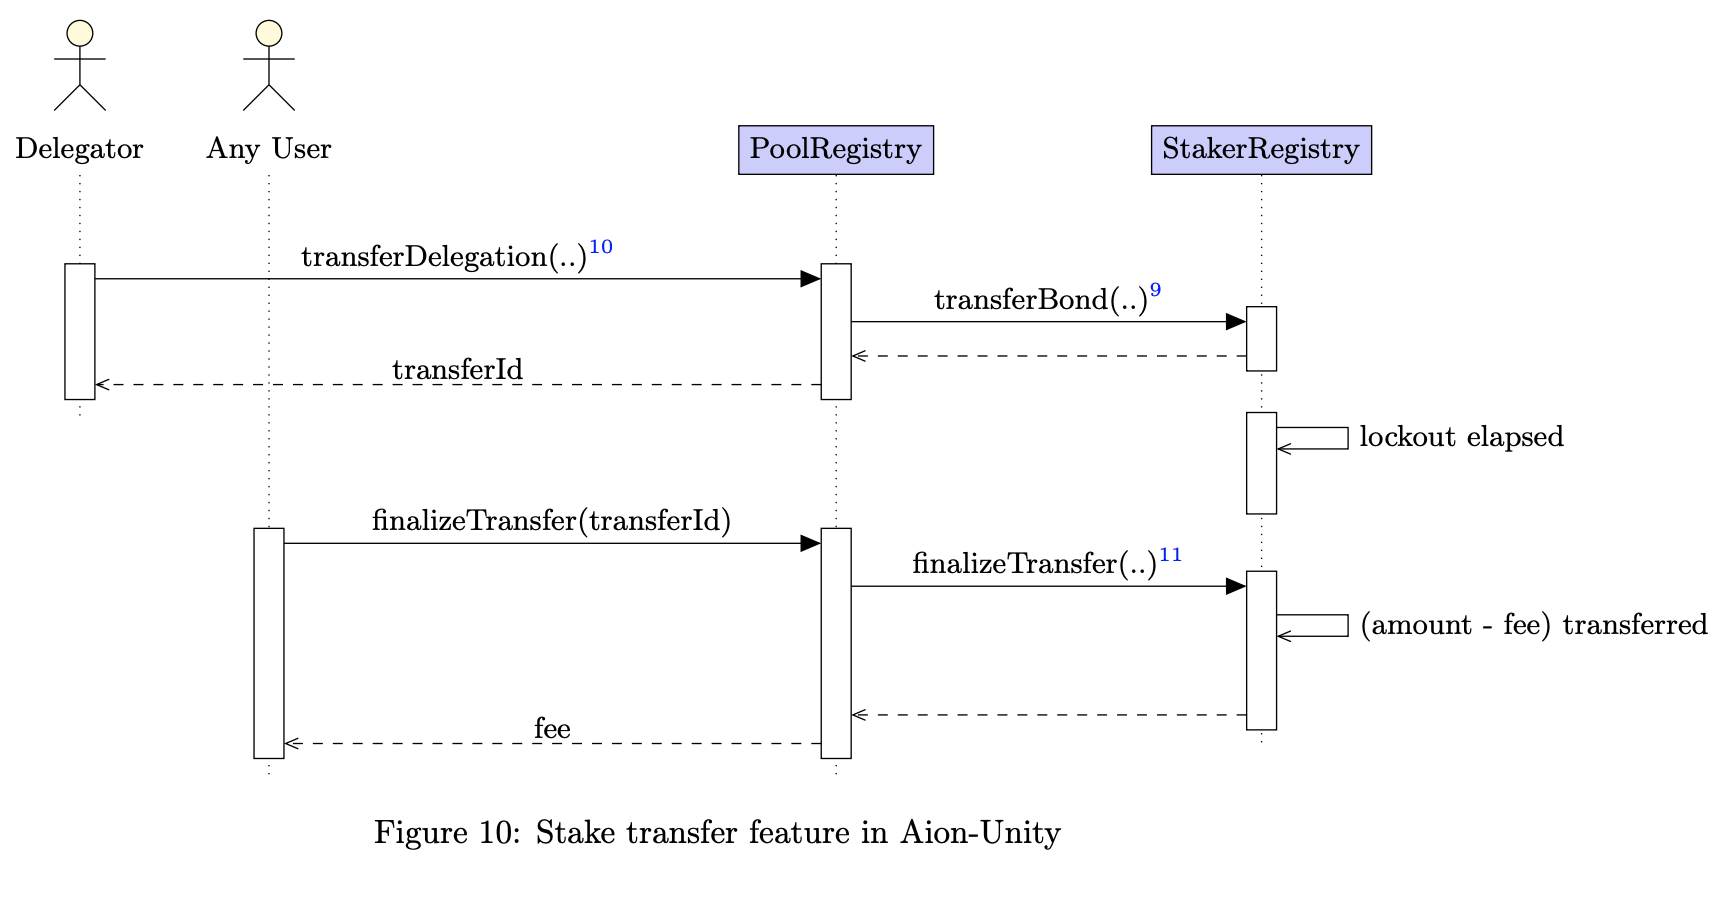 Delegator
Any User
PoolRegistry
StakerRegistry
transferDelegation(..)10
transferBond(..)9
transferId
lockout elapsed
finalizeTransfer(transferId)
finalizeTransfer(..)11
(amount - fee) transferred
fee
Figure 10: Stake transfer feature in Aion-Unity